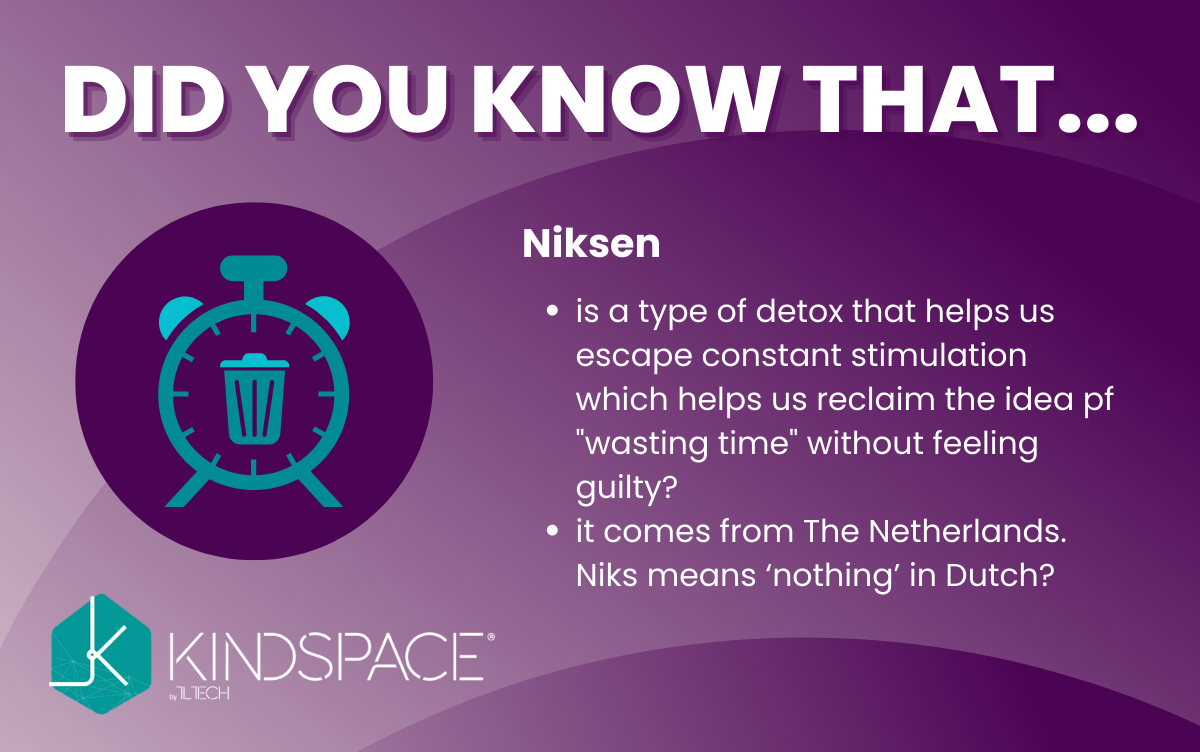 DID YOU KNOW THAT...
Niksen
• is a type of detox that helps us
escape constant stimulation
which helps us reclaim the idea pf
"wasting time" without feeling
guilty?
• it comes from The Netherlands.
Niks means ‘nothing’ in Dutch?
KINDSPACE®
by TL TECH